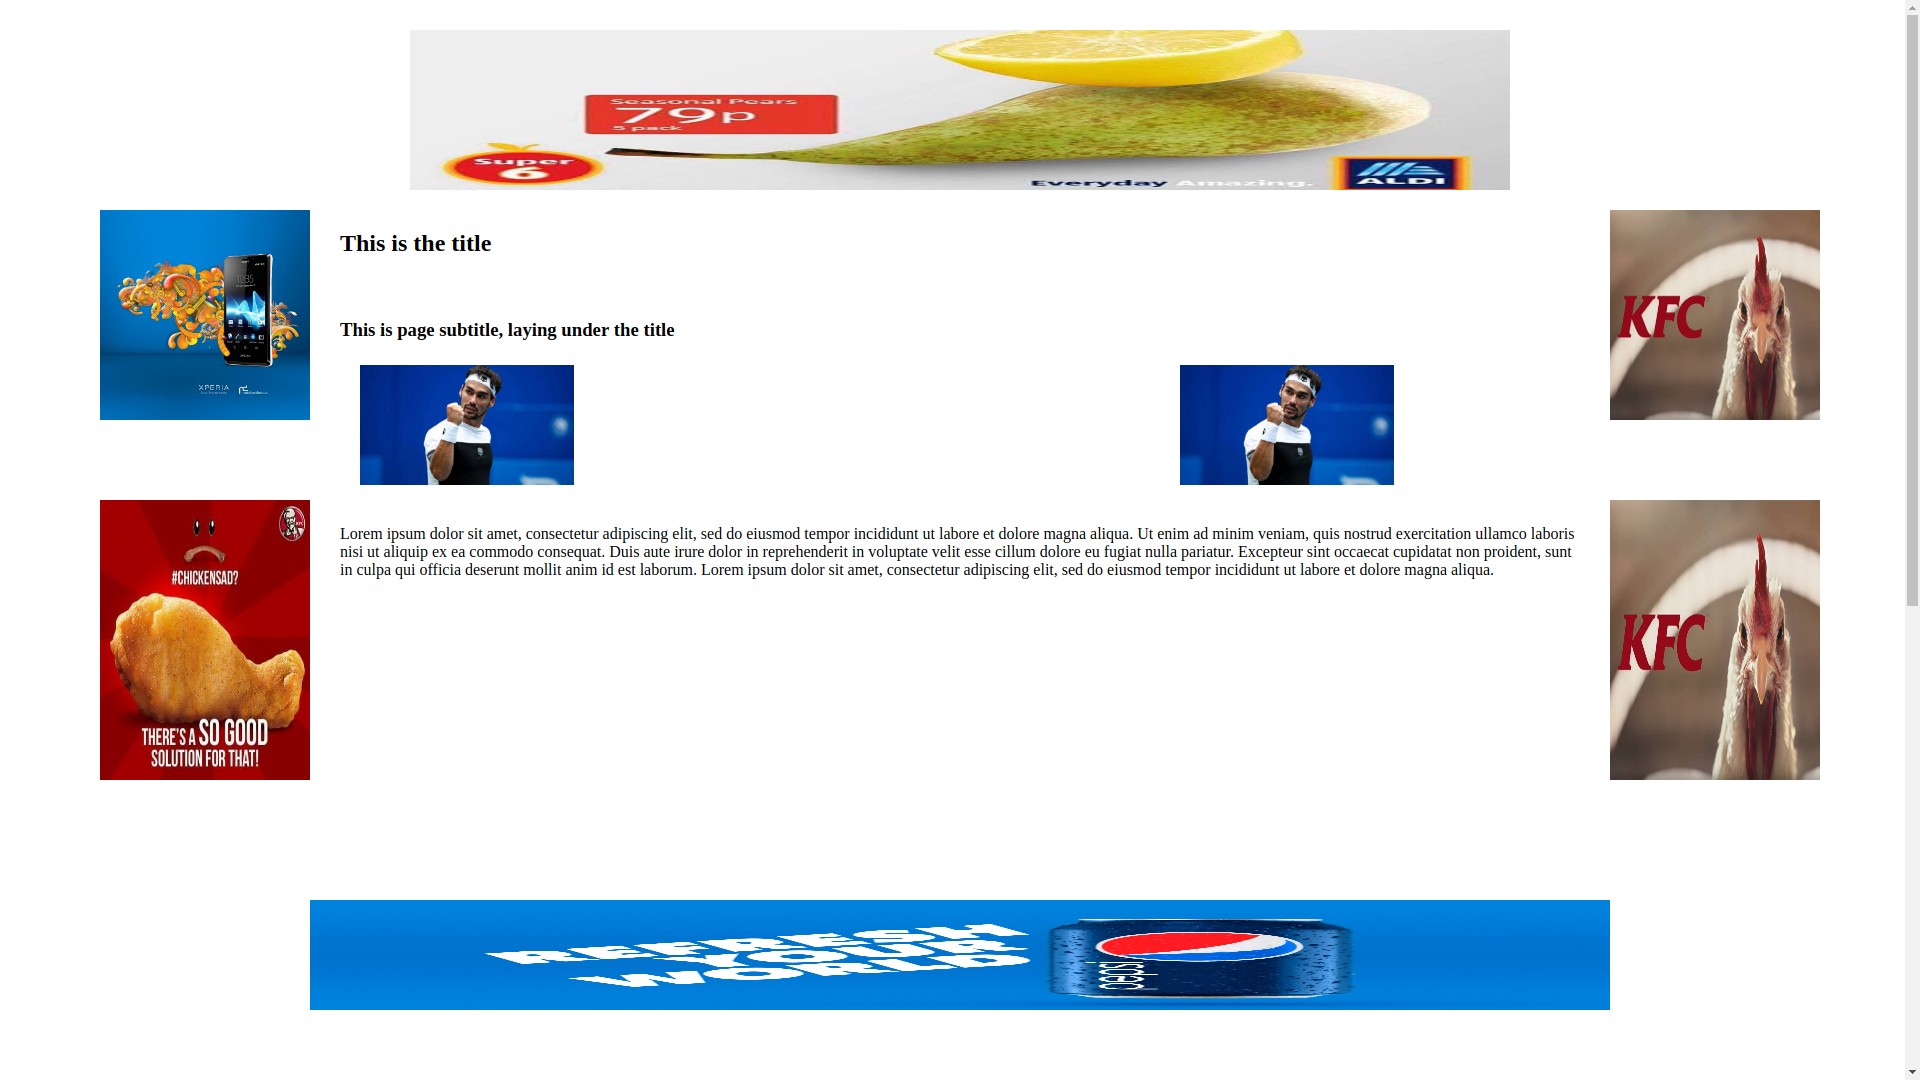 Seasonal Pears
79p
5 pack
Super
6
Everyday Amazing.
ALDI
This is the title
This is page subtitle, laying under the title
XPERIA
KFC
#CHICKENSAD?
THERE'S A SO GOOD
SOLUTION FOR THAT!
Lorem ipsum dolor sit amet, consectetur adipiscing elit, sed do eiusmod tempor incididunt ut labore et dolore magna aliqua. Ut enim ad minim veniam, quis nostrud exercitation ullamco laboris
nisi ut aliquip ex ea commodo consequat. Duis aute irure dolor in reprehenderit in voluptate velit esse cillum dolore eu fugiat nulla pariatur. Excepteur sint occaecat cupidatat non proident, sunt
in culpa qui officia deserunt mollit anim id est laborum. Lorem ipsum dolor sit amet, consectetur adipiscing elit, sed do eiusmod tempor incididunt ut labore et dolore magna aliqua.
KFC
REFRESH
YOUR
WORLD
pepsi